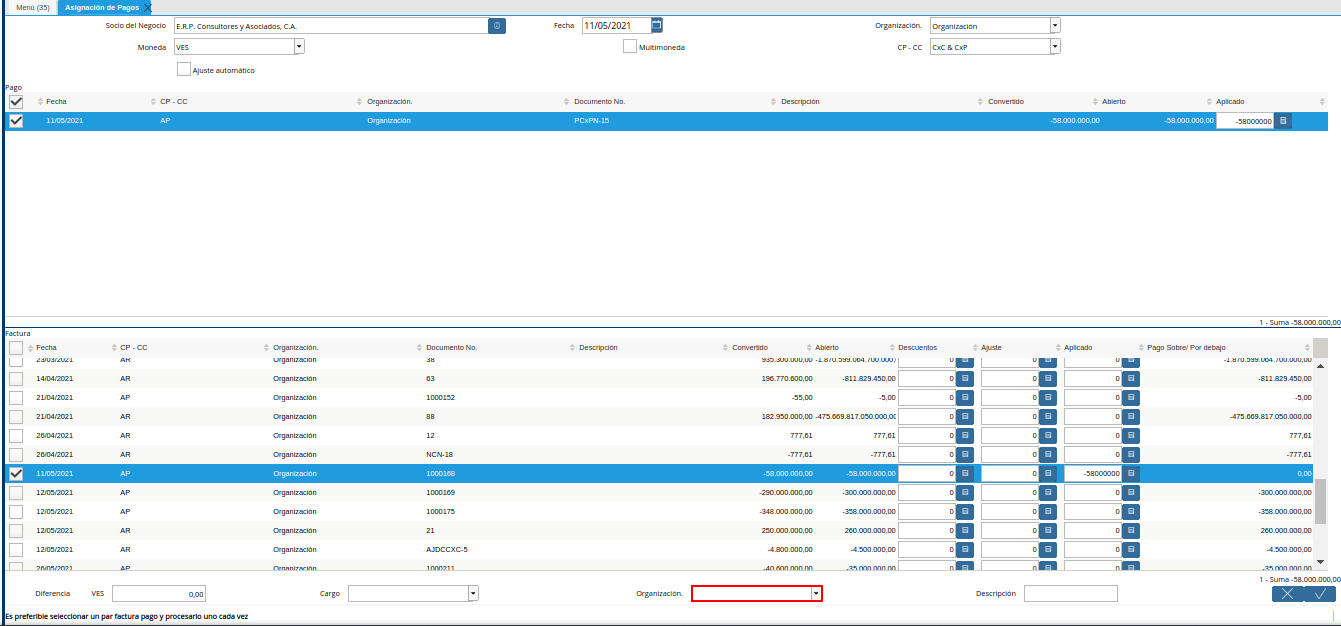 Menú (35) Asignación de Pagos
Socio del Negocio E.R.P. Consultores y Asociados, C.A. Fecha 11/05/2021 Organización. Organización
Moneda VES Multimoneda CP - CC CxC & CxP
Ajuste automático
Pago
Fecha CP - CC Organización. Documento No. Descripción Convertido Abierto Aplicado
11/05/2021 AP Organización PCxPN-15 -58.000.000,00 -58.000.000,00 -58000000
1 - Suma -58.000.000,00
Factura
Fecha CP - CC Organización. Documento No. Descripción Convertido Abierto Descuentos Ajuste Aplicado Pago Sobre/ Por debajo
23/03/2021 AR Organización 38 935.300.000,00 -1.870.599.064.700.000,0 0 0 0 -1.870.599.064.700.000,00
14/04/2021 AR Organización 63 196.770.600,00 -811.829.450,00 0 0 0 -811.829.450,00
21/04/2021 AP Organización 1000152 -55,00 -5,00 0 0 0 -5,00
21/04/2021 AR Organización 88 182.950.000,00 -475.669.817.050.000,00 0 0 0 -475.669.817.050.000,00
26/04/2021 AR Organización 12 777,61 777,61 0 0 0 777,61
26/04/2021 AR Organización NCN-18 -777,61 -777,61 0 0 0 -777,61
11/05/2021 AP Organización 1000168 -58.000.000,00 -58.000.000,00 0 0 -58000000 0,00
12/05/2021 AP Organización 1000169 -290.000.000,00 -300.000.000,00 0 0 0 -300.000.000,00
12/05/2021 AP Organización 1000175 -348.000.000,00 -358.000.000,00 0 0 0 -358.000.000,00
12/05/2021 AR Organización 21 250.000.000,00 260.000.000,00 0 0 0 260.000.000,00
12/05/2021 AR Organización AJDCCXC-5 -4.800.000,00 -4.500.000,00 0 0 0 -4.500.000,00
26/05/2021 AP Organización 1000211 -40.600.000,00 -35.000.000,00 0 0 0 -35.000.000,00
1 - Suma -58.000.000,00
Diferencia VES 0,00 Cargo Organización. Descripción
Es preferible seleccionar un par factura pago y procesarlo uno cada vez